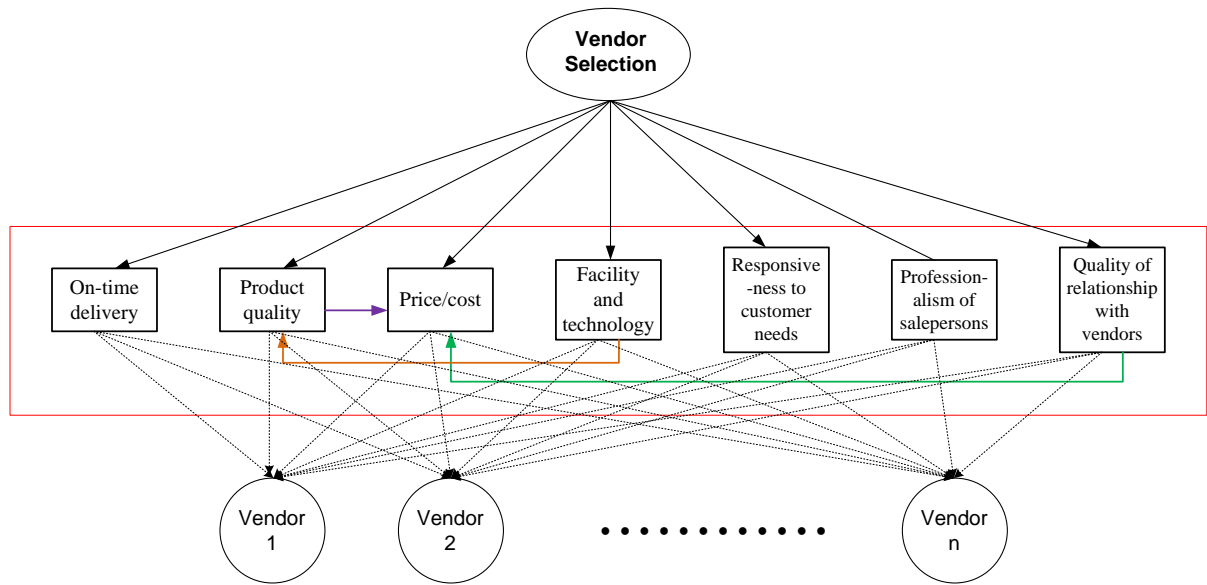 Vendor
Selection
On-time
delivery
Product
quality
Price/cost
Facility
and
technology
Responsive
-ness to
customer
needs
Profession-
alism of
salepersons
Quality of
relationship
with
vendors
Vendor
1
Vendor
2
Vendor
n